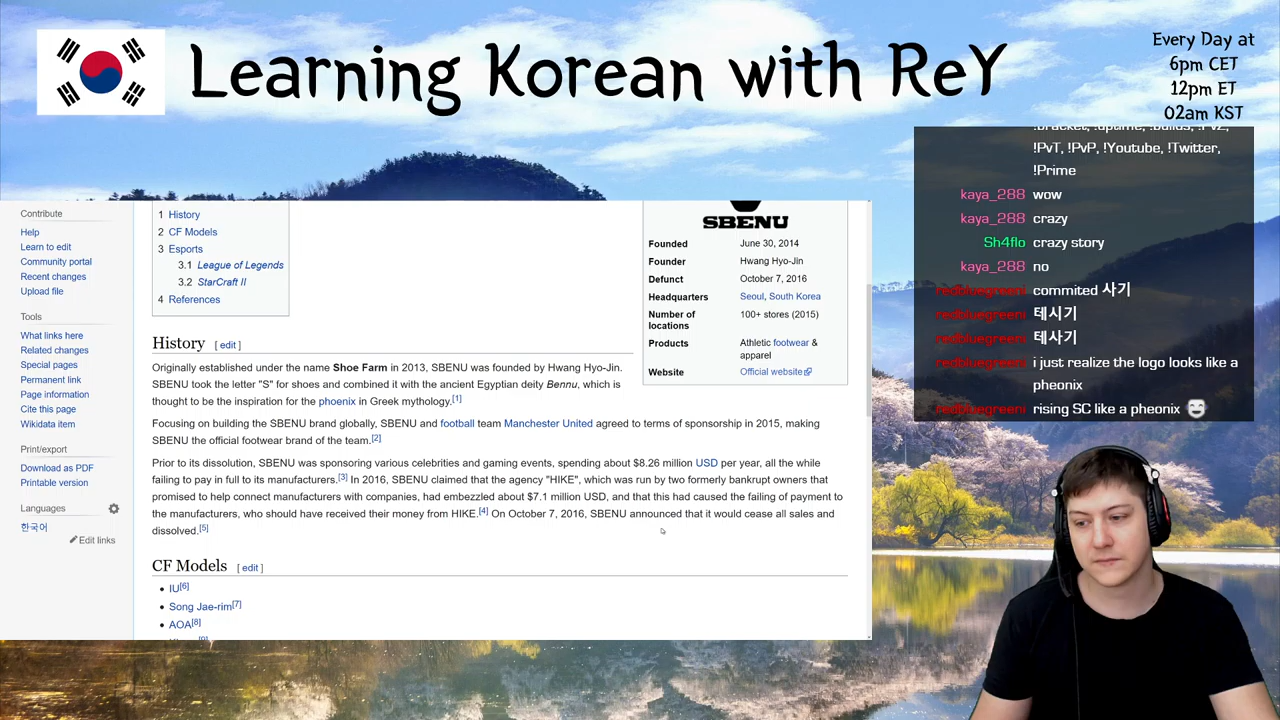 Learning Korean with ReY
Every Day at
6pm CET
12pm ET
02am KST
!bracket, !uptime, !builds, !PvZ,
!PvT, !PvP, !Youtube, !Twitter,
!Prime
kaya_288 wow
kaya_288 crazy
Sh4flo crazy story
kaya_288 no
redbluegreeni commited 사기
redbluegreeni 테시기
redbluegreeni 테사기
redbluegreeni i just realize the logo looks like a
pheonix
redbluegreeni rising SC like a pheonix
Contribute
Help
Learn to edit
Community portal
Recent changes
Upload file
Tools
What links here
Related changes
Special pages
Permanent link
Page information
Cite this page
Wikidata item
Print/export
Download as PDF
Printable version
Languages
한국어
Edit links
1 History
2 CF Models
3 Esports
3.1 League of Legends
3.2 StarCraft II
4 References
SBENU
Founded June 30, 2014
Founder Hwang Hyo-Jin
Defunct October 7, 2016
Headquarters Seoul, South Korea
Number of 100+ stores (2015)
locations
Products Athletic footwear &
apparel
Website Official website
History [ edit ]
Originally established under the name Shoe Farm in 2013, SBENU was founded by Hwang Hyo-Jin.
SBENU took the letter "S" for shoes and combined it with the ancient Egyptian deity Bennu, which is
thought to be the inspiration for the phoenix in Greek mythology.[1]
Focusing on building the SBENU brand globally, SBENU and football team Manchester United agreed to terms of sponsorship in 2015, making
SBENU the official footwear brand of the team.[2]
Prior to its dissolution, SBENU was sponsoring various celebrities and gaming events, spending about $8.26 million USD per year, all the while
failing to pay in full to its manufacturers.[3] In 2016, SBENU claimed that the agency "HIKE", which was run by two formerly bankrupt owners that
promised to help connect manufacturers with companies, had embezzled about $7.1 million USD, and that this had caused the failing of payment to
the manufacturers, who should have received their money from HIKE.[4] On October 7, 2016, SBENU announced that it would cease all sales and
dissolved.[5]
CF Models [ edit ]
IU[6]
Song Jae-rim[7]
AOA[8]